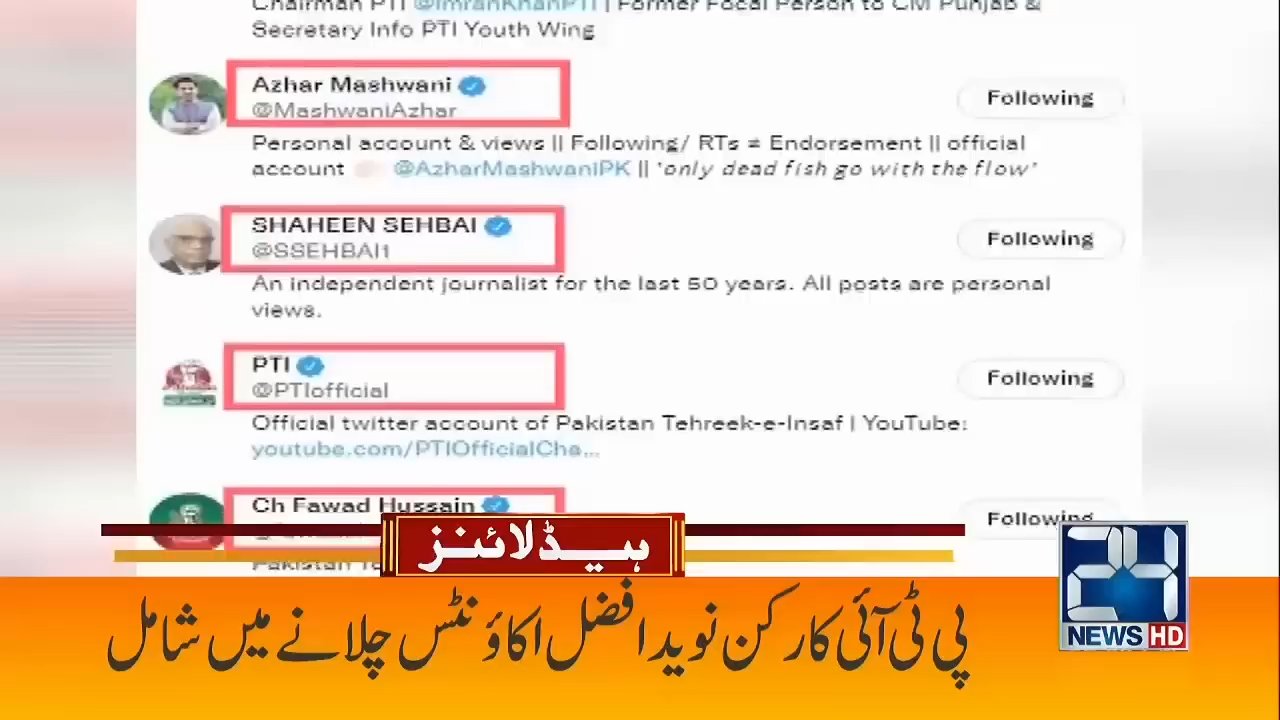 Chairman PTI @ImranKhanPTI | Former Focal Person to CM Punjab &
Secretary Info PTI Youth Wing
Azhar Mashwani
@MashwaniAzhar
Following
Personal account & views || Following/ RTs ≠ Endorsement || official
account @AzharMashwaniPK || 'only dead fish go with the flow'
SHAHEEN SEHBAI
@SSEHBAI1
Following
An independent journalist for the last 50 years. All posts are personal
views.
PTI
@PTIofficial
Following
Official twitter account of Pakistan Tehreek-e-Insaf | YouTube:
youtube.com/PTIOfficialCha...
Ch Fawad Hussain
Following
Pakistan
ہیڈلائنز
پی ٹی آئی کارکن نوید افضل اکاؤنٹس چلانے میں شامل
24
NEWS HD